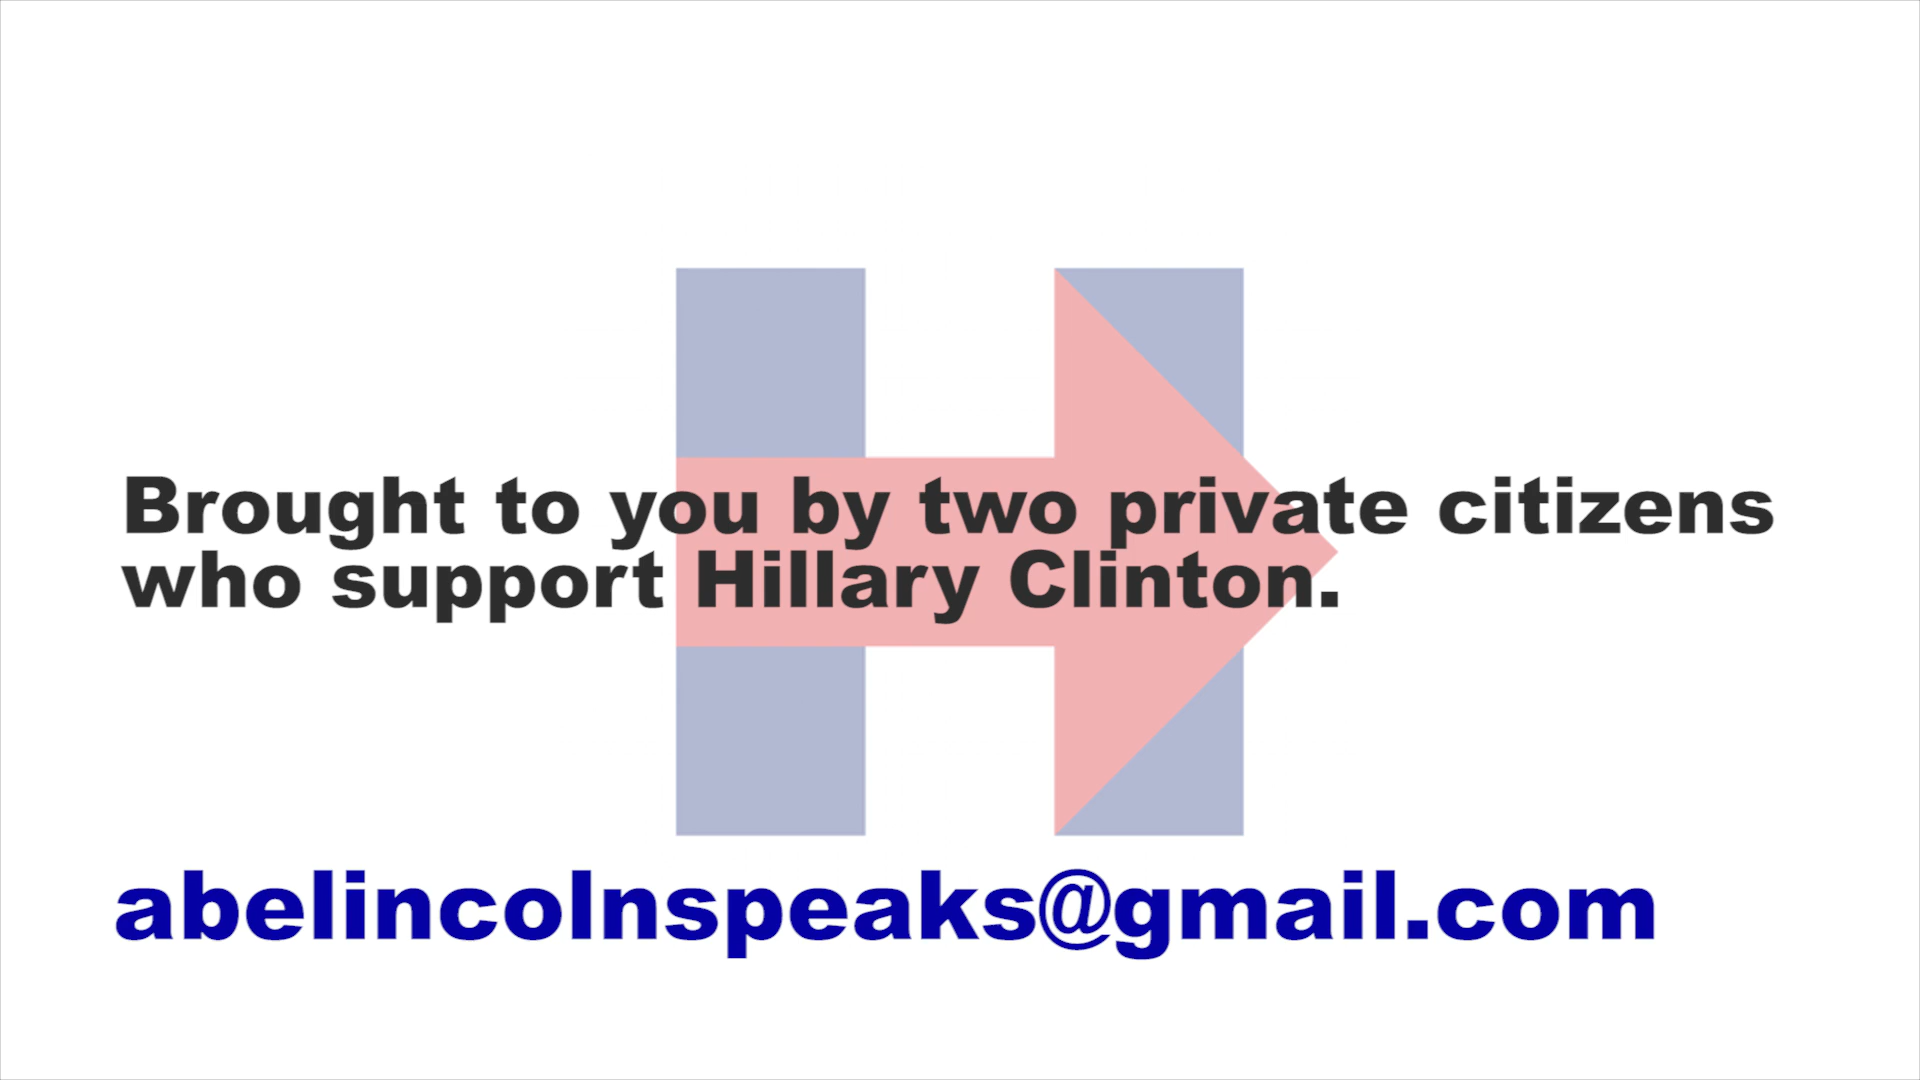 Brought to you by two private citizens
who support Hillary Clinton.
abelincolnspeaks@gmail.com